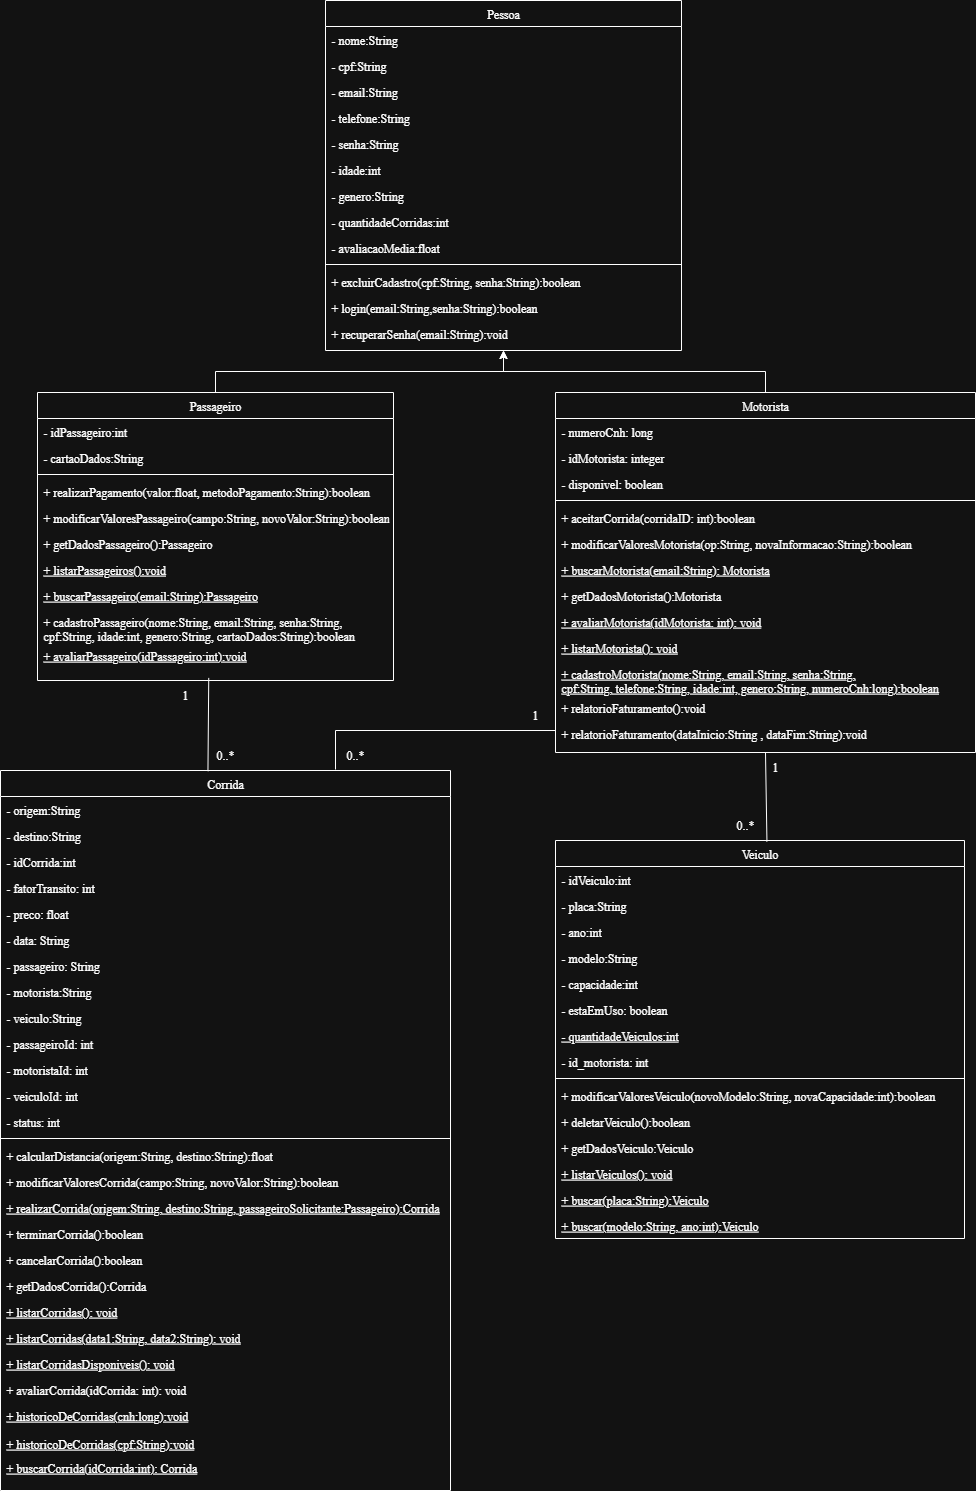 Pessoa
- nome:String
- cpf:String
- email:String
- telefone:String
- senha:String
- idade:int
- genero:String
- quantidadeCorridas:int
- avaliacaoMedia:float
+ excluirCadastro(cpf:String, senha:String):boolean
+ login(email:String,senha:String):boolean
+ recuperarSenha(email:String):void
Passageiro
- idPassageiro:int
- cartaoDados:String
+ realizarPagamento(valor:float, metodoPagamento:String):boolean
+ modificarValoresPassageiro(campo:String, novoValor:String):boolean
+ getDadosPassageiro():Passageiro
+ listarPassageiros():void
+ buscarPassageiro(email:String):Passageiro
+ cadastroPassageiro(nome:String, email:String, senha:String,
cpf:String, idade:int, genero:String, cartaoDados:String):boolean
+ avaliarPassageiro(idPassageiro:int):void
Motorista
- numeroCnh: long
- idMotorista: integer
- disponivel: boolean
+ aceitarCorrida(corridaID: int):boolean
+ modificarValoresMotorista(op:String, novaInformacao:String):boolean
+ buscarMotorista(email:String): Motorista
+ getDadosMotorista():Motorista
+ avaliarMotorista(idMotorista: int): void
+ listarMotorista(): void
+ cadastroMotorista(nome:String, email:String, senha:String,
cpf:String, telefone:String, idade:int, genero:String, numeroCnh:long):boolean
+ relatorioFaturamento():void
+ relatorioFaturamento(dataInicio:String , dataFim:String):void
1
0..*
1
0..*
1
0..*
Corrida
- origem:String
- destino:String
- idCorrida:int
- fatorTransito: int
- preco: float
- data: String
- passageiro: String
- motorista:String
- veiculo:String
- passageiroId: int
- motoristaId: int
- veiculoId: int
- status: int
+ calcularDistancia(origem:String, destino:String):float
+ modificarValoresCorrida(campo:String, novoValor:String):boolean
+ realizarCorrida(origem:String, destino:String, passageiroSolicitante:Passageiro):Corrida
+ terminarCorrida():boolean
+ cancelarCorrida():boolean
+ getDadosCorrida():Corrida
+ listarCorridas(): void
+ listarCorridas(data1:String, data2:String): void
+ listarCorridasDisponiveis(): void
+ avaliarCorrida(idCorrida: int): void
+ historicoDeCorridas(cnh:long):void
+ historicoDeCorridas(cpf:String):void
+ buscarCorrida(idCorrida:int): Corrida
Veiculo
- idVeiculo:int
- placa:String
- ano:int
- modelo:String
- capacidade:int
- estaEmUso: boolean
- quantidadeVeiculos:int
- id_motorista: int
+ modificarValoresVeiculo(novoModelo:String, novaCapacidade:int):boolean
+ deletarVeiculo():boolean
+ getDadosVeiculo:Veiculo
+ listarVeiculos(): void
+ buscar(placa:String):Veiculo
+ buscar(modelo:String, ano:int):Veiculo